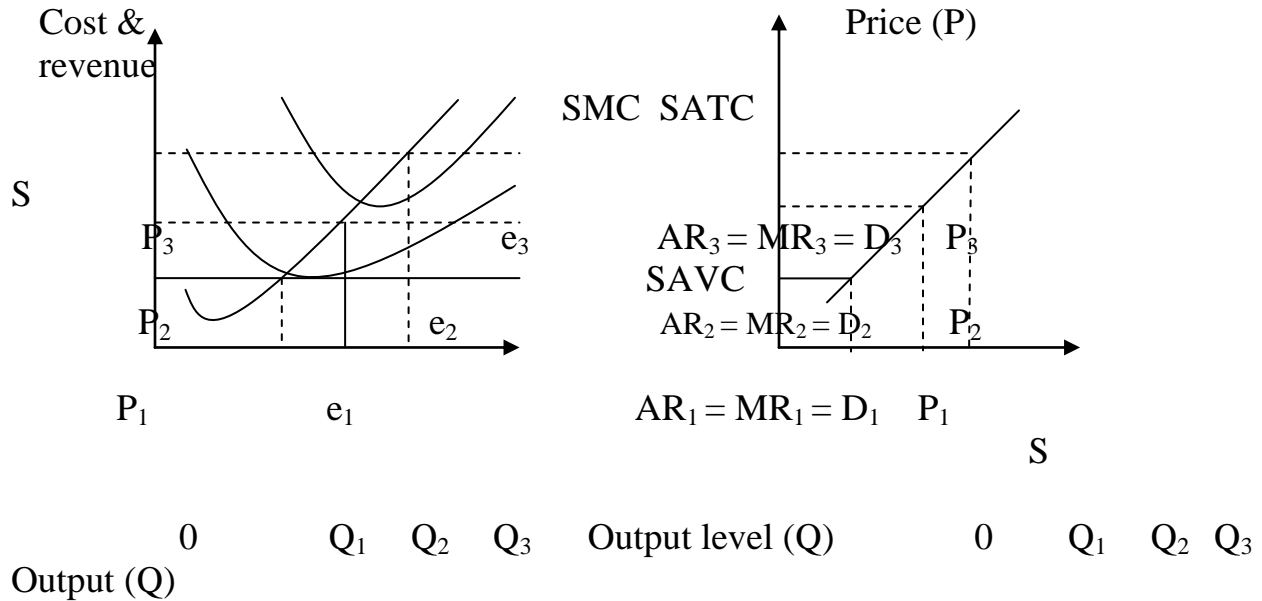 Cost & Price (P)
revenue
SMC SATC
S
P₃ e₃ AR₃ = MR₃ = D₃ P₃
SAVC
P₂ e₂ AR₂ = MR₂ = D₂ P₂
P₁ e₁ AR₁ = MR₁ = D₁ P₁
S
0 Q₁ Q₂ Q₃ Output level (Q) 0 Q₁ Q₂ Q₃
Output (Q)